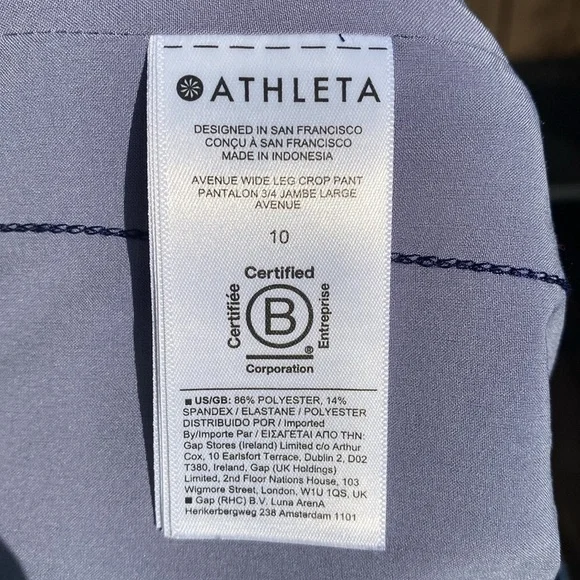 ATHLETA
DESIGNED IN SAN FRANCISCO
CONÇU À SAN FRANCISCO
MADE IN INDONESIA
AVENUE WIDE LEG CROP PANT
PANTALON 3/4 JAMBE LARGE
AVENUE
10
Certified
Certifiée
B
Entreprise
®
Corporation
■ US/GB: 86% POLYESTER, 14%
SPANDEX / ELASTANE / POLYESTER
DISTRIBUIDO POR / Imported
By/Importe Par / ΕΙΣΑΓΕΤΑΙ ΑΠΟ ΤΗΝ:
Gap Stores (Ireland) Limited c/o Arthur
Cox, 10 Earlsfort Terrace, Dublin 2, D02
T380, Ireland, Gap (UK Holdings)
Limited, 2nd Floor Nations House, 103
Wigmore Street, London, W1U 1QS, UK
■ Gap (RHC) B.V. Luna ArenA
Herikerbergweg 238 Amsterdam 1101